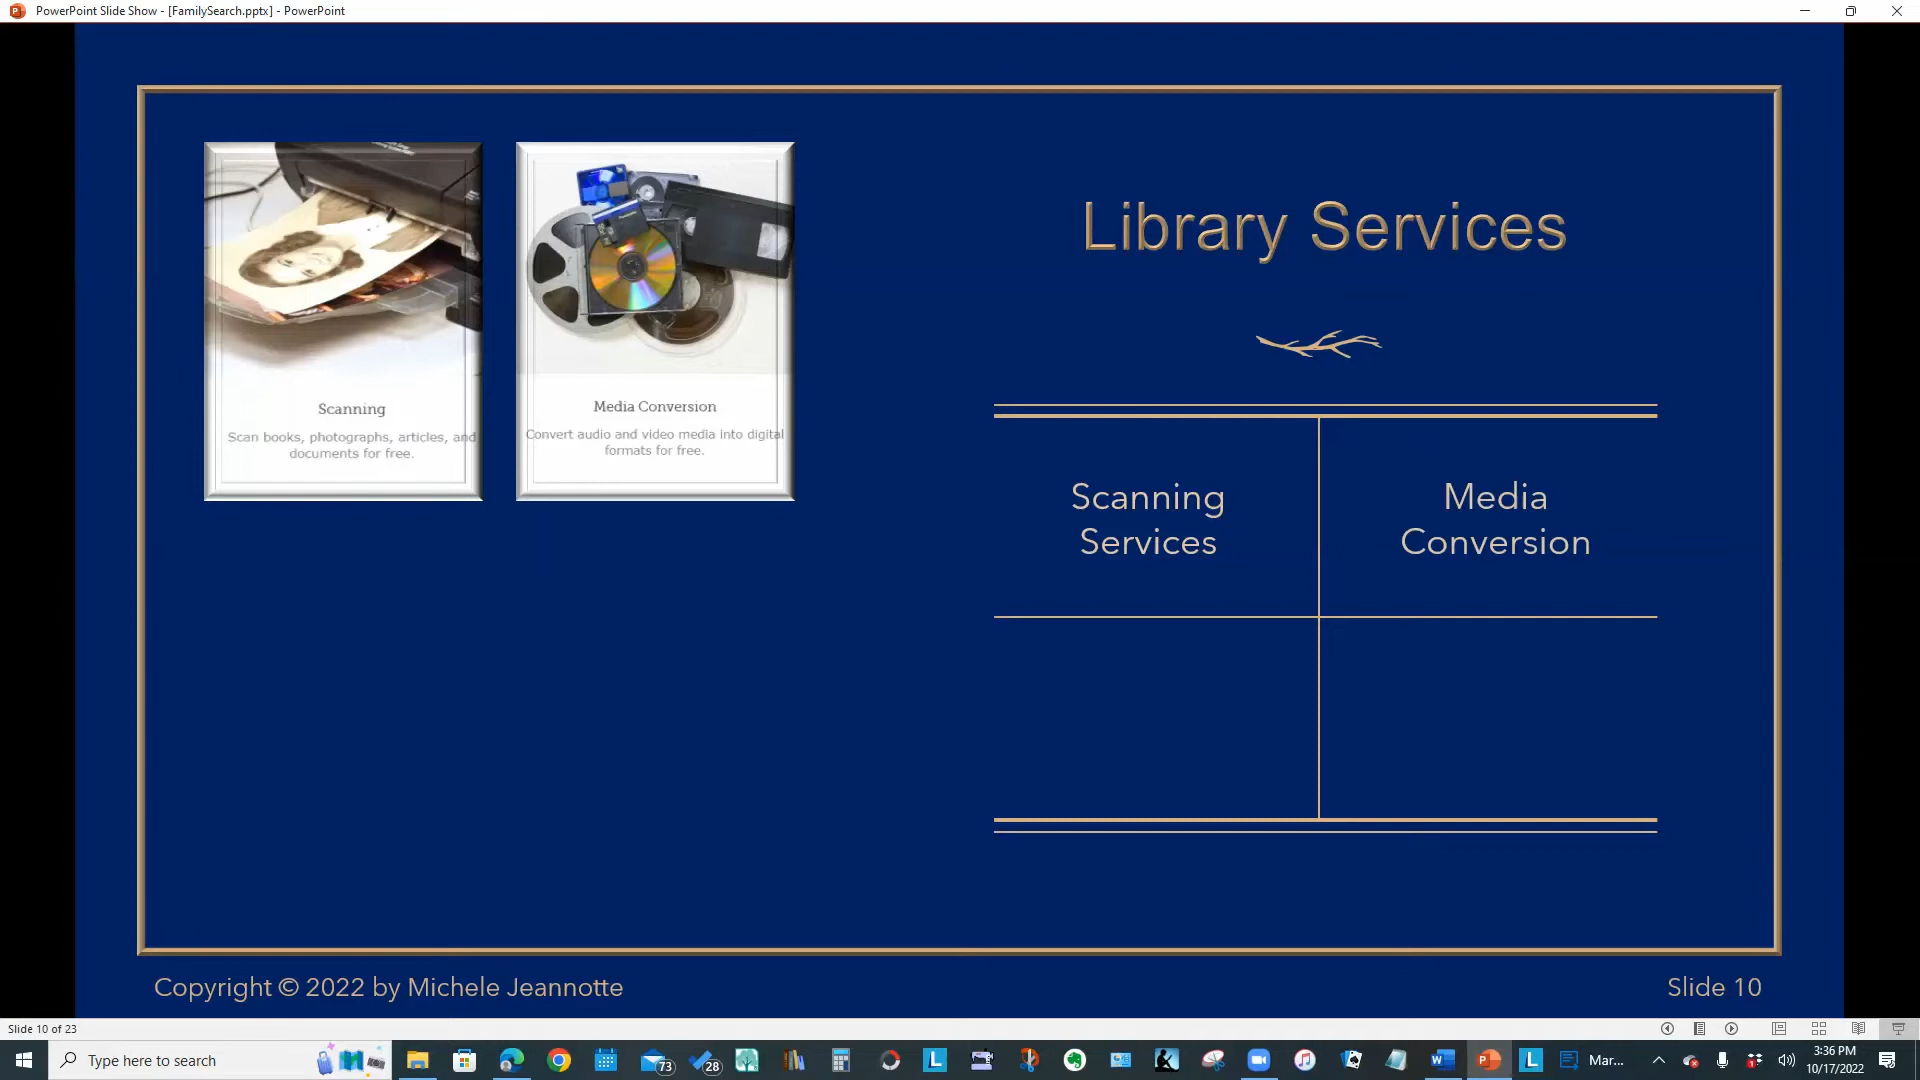 PowerPoint Slide Show - [FamilySearch.pptx] - PowerPoint
Library Services
Scanning
Scan books, photographs, articles, and
documents for free.
Media Conversion
Convert audio and video media into digital
formats for free.
Scanning
Services
Media
Conversion
Copyright © 2022 by Michele Jeannotte
Slide 10
Slide 10 of 23
Type here to search
73
28
Mar...
3:36 PM
10/17/2022